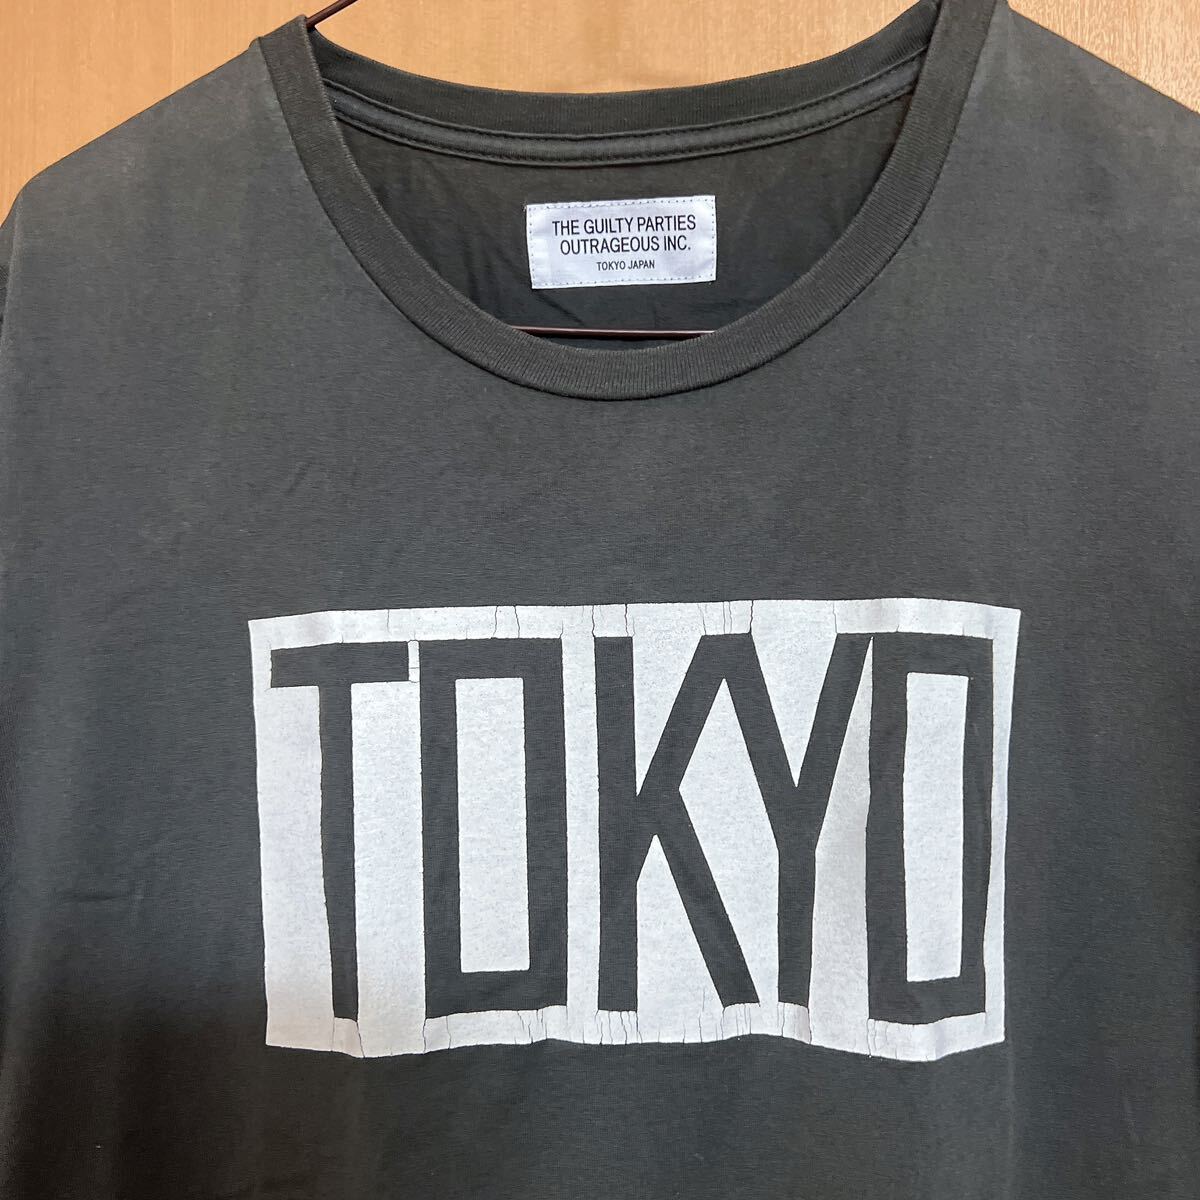 THE GUILTY PARTIES
OUTRAGEOUS INC.
TOKYO JAPAN
TOKYO